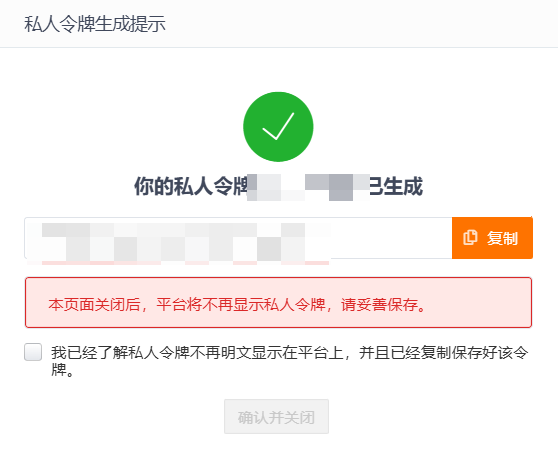 私人令牌生成提示
你的私人令牌 已生成
复制
本页面关闭后，平台将不再显示私人令牌，请妥善保存。
我已经了解私人令牌不再明文显示在平台上，并且已经复制保存好该令
牌。
确认并关闭